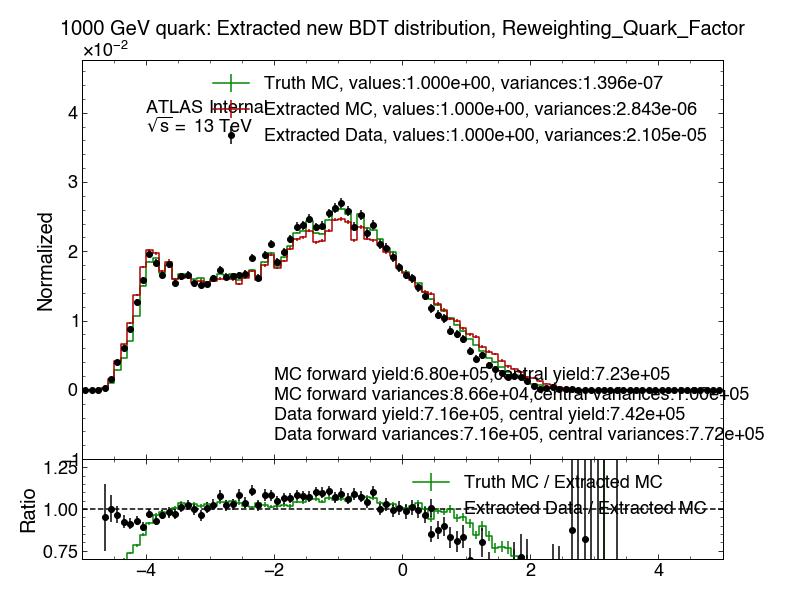 1000 GeV quark: Extracted new BDT distribution, Reweighting_Quark_Factor
×10⁻²
Truth MC, values:1.000e+00, variances:1.396e-07
ATLAS Internal
Extracted MC, values:1.000e+00, variances:2.843e-06
√s = 13 TeV
Extracted Data, values:1.000e+00, variances:2.105e-05
4
3
2
1
0
−1
Normalized
MC forward yield:6.80e+05,central yield:7.23e+05
MC forward variances:8.66e+04,central variances:1.00e+05
Data forward yield:7.16e+05, central yield:7.42e+05
Data forward variances:7.16e+05, central variances:7.72e+05
1.25
1.00
0.75
Ratio
Truth MC / Extracted MC
Extracted Data / Extracted MC
−4 −2 0 2 4